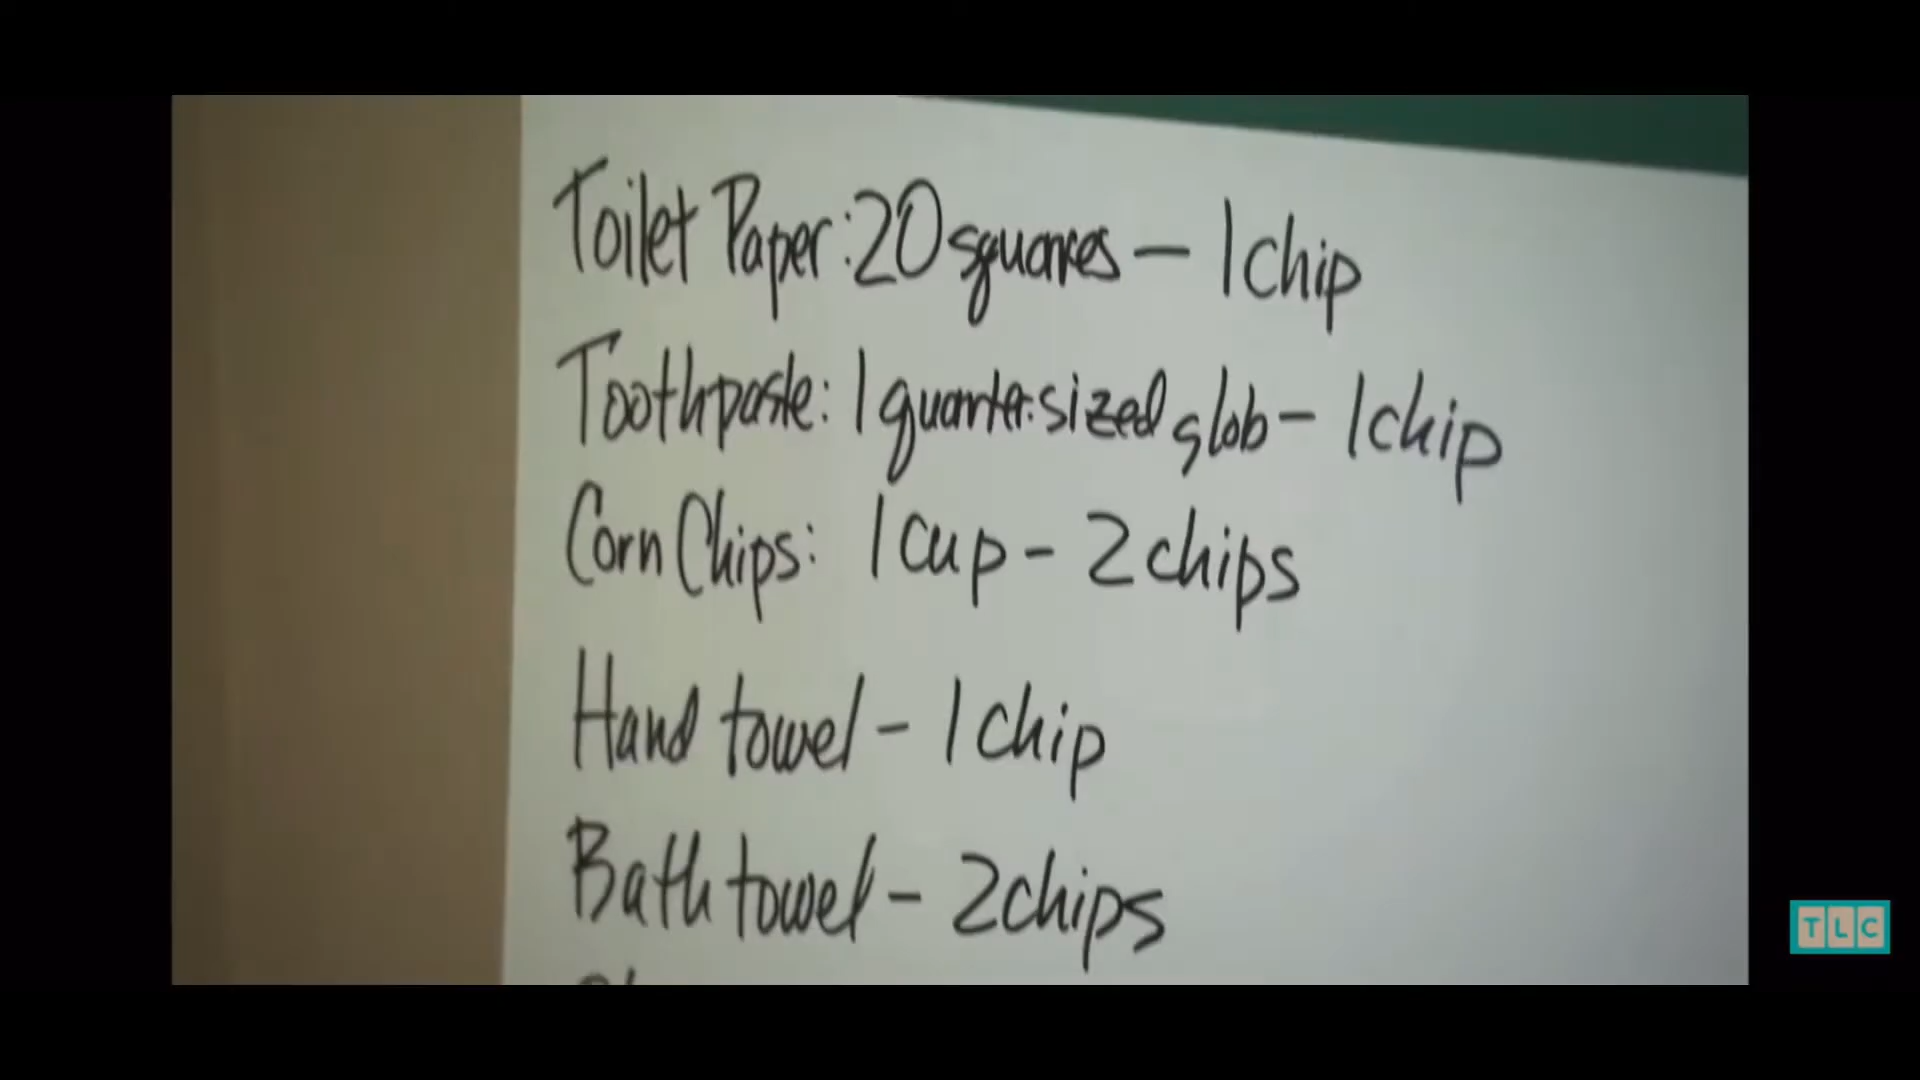 Toilet Paper: 20 squares – 1 chip
Toothpaste: 1 quarter-sized glob – 1 chip
Corn Chips: 1 cup – 2 chips
Hand towel – 1 chip
Bath towel – 2 chips
TLC